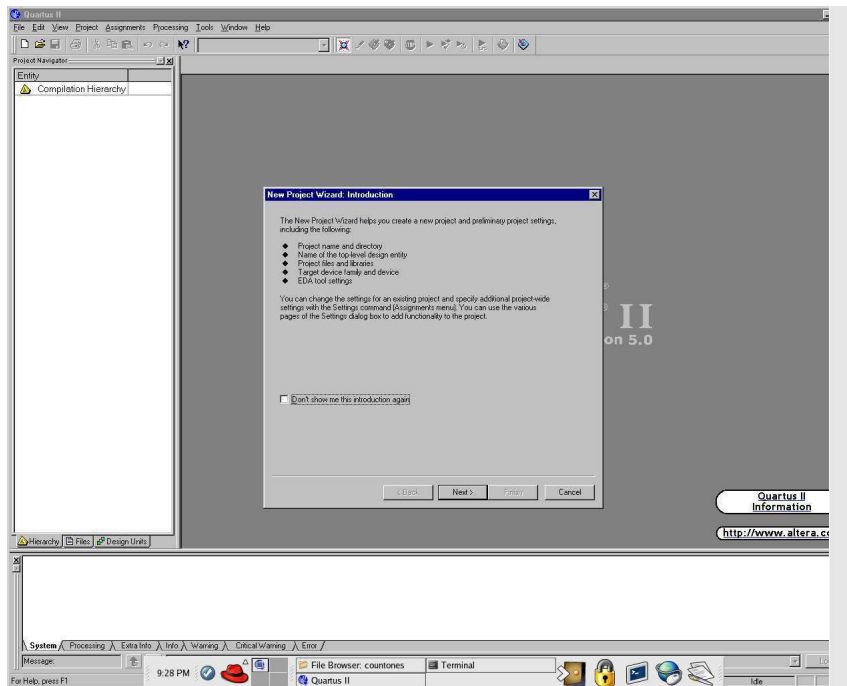 Quartus II
File Edit View Project Assignments Processing Tools Window Help
Project Navigator
Entity
Compilation Hierarchy
New Project Wizard: Introduction
The New Project Wizard helps you create a new project and preliminary project settings,
including the following:
Project name and directory
Name of the top-level design entity
Project files and libraries
Target device family and device
EDA tool settings
You can change the settings for an existing project and specify additional project-wide
settings with the Settings command (Assignments menu). You can use the various
pages of the Settings dialog box to add functionality to the project.
II
on 5.0
Don't show me this introduction again
< Back Next > Finish Cancel
Quartus II
Information
http://www.altera.co
Hierarchy Files Design Units
System Processing Extra Info Info Warning Critical Warning Error
Message:
9:28 PM
File Browser: countones Terminal
Quartus II
For Help, press F1
Idle